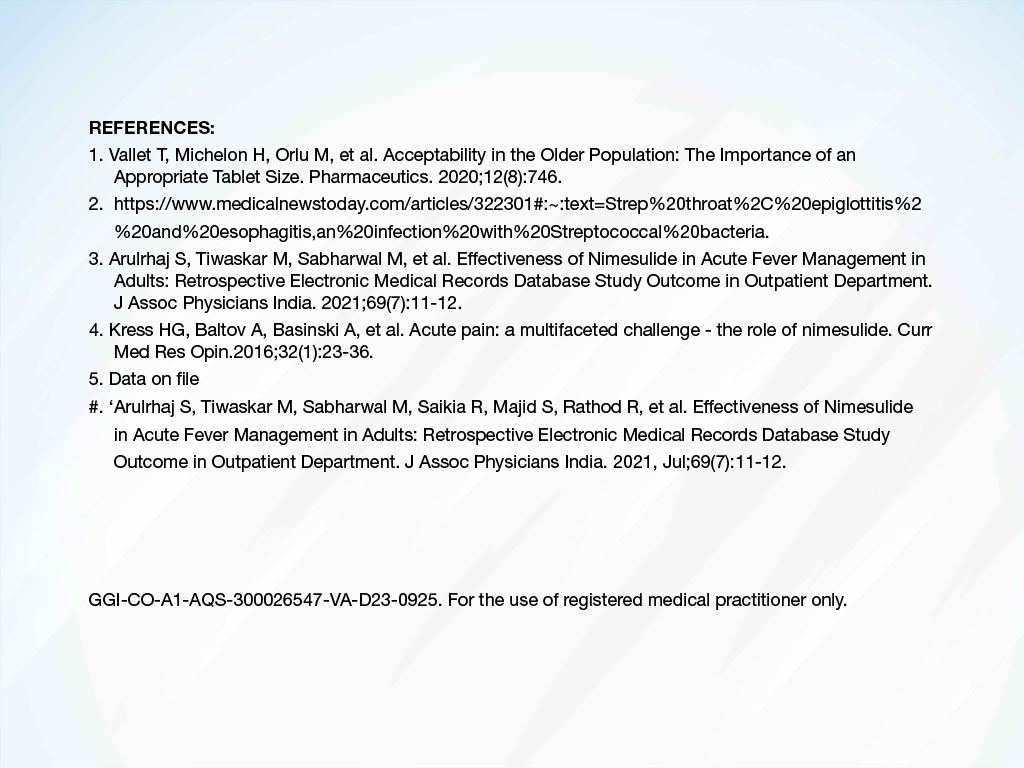 REFERENCES:
1. Vallet T, Michelon H, Orlu M, et al. Acceptability in the Older Population: The Importance of an
Appropriate Tablet Size. Pharmaceutics. 2020;12(8):746.
2. https://www.medicalnewstoday.com/articles/322301#:~:text=Strep%20throat%2C%20epiglottitis%2
%20and%20esophagitis,an%20infection%20with%20Streptococcal%20bacteria.
3. Arulrhaj S, Tiwaskar M, Sabharwal M, et al. Effectiveness of Nimesulide in Acute Fever Management in
Adults: Retrospective Electronic Medical Records Database Study Outcome in Outpatient Department.
J Assoc Physicians India. 2021;69(7):11-12.
4. Kress HG, Baltov A, Basinski A, et al. Acute pain: a multifaceted challenge - the role of nimesulide. Curr
Med Res Opin.2016;32(1):23-36.
5. Data on file
#. ‘Arulrhaj S, Tiwaskar M, Sabharwal M, Saikia R, Majid S, Rathod R, et al. Effectiveness of Nimesulide
in Acute Fever Management in Adults: Retrospective Electronic Medical Records Database Study
Outcome in Outpatient Department. J Assoc Physicians India. 2021, Jul;69(7):11-12.
GGI-CO-A1-AQS-300026547-VA-D23-0925. For the use of registered medical practitioner only.